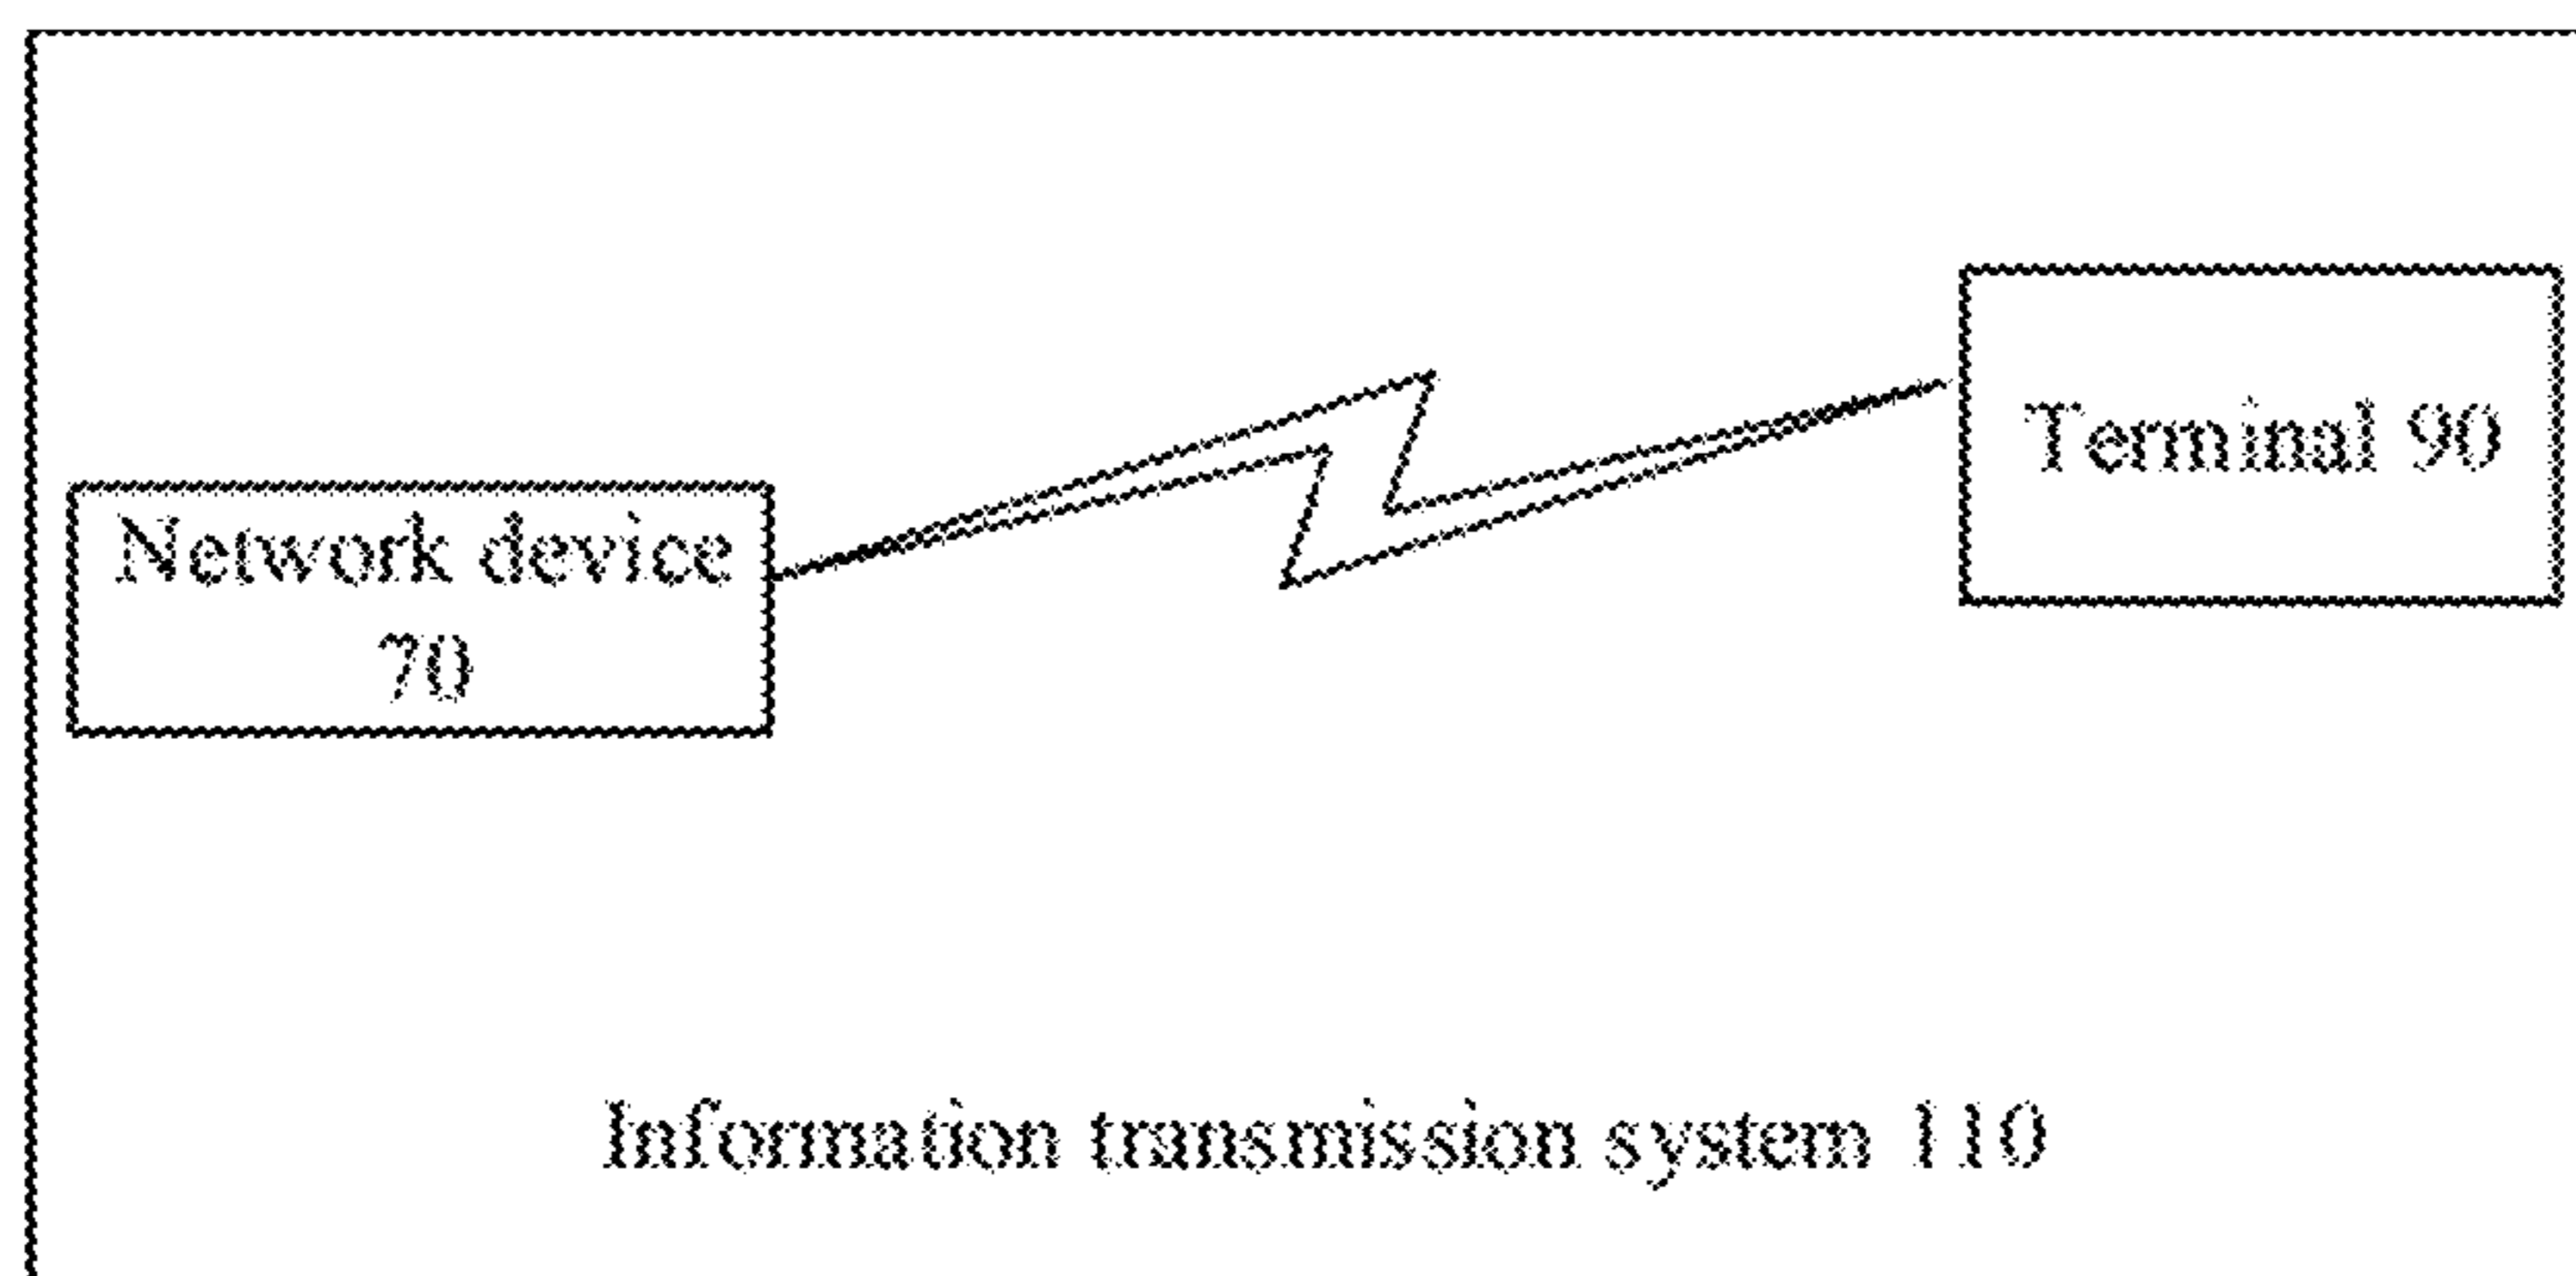 Terminal 90
Network device
70
Information transmission system 110